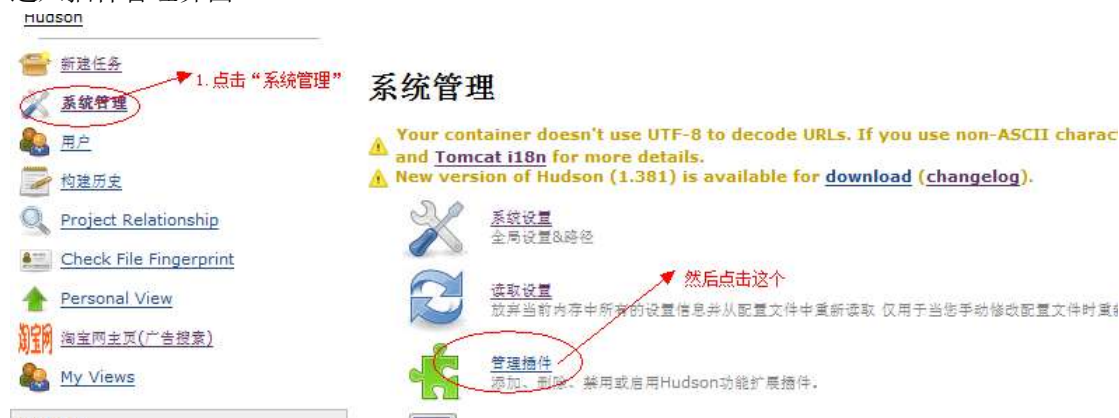 Hudson
新建任务
1. 点击“系统管理”
系统管理
用户
构建历史
Project Relationship
Check File Fingerprint
Personal View
淘宝网
淘宝网主页(广告搜索)
My Views
系统管理
Your container doesn't use UTF-8 to decode URLs. If you use non-ASCII charac
and Tomcat i18n for more details.
New version of Hudson (1.381) is available for download (changelog).
系统设置
全局设置&路径
然后点击这个
读取设置
放弃当前内存中所有的设置信息并从配置文件中重新读取 仅用于当您手动修改配置文件时重新
管理插件
添加、删除、禁用或启用Hudson功能扩展插件。